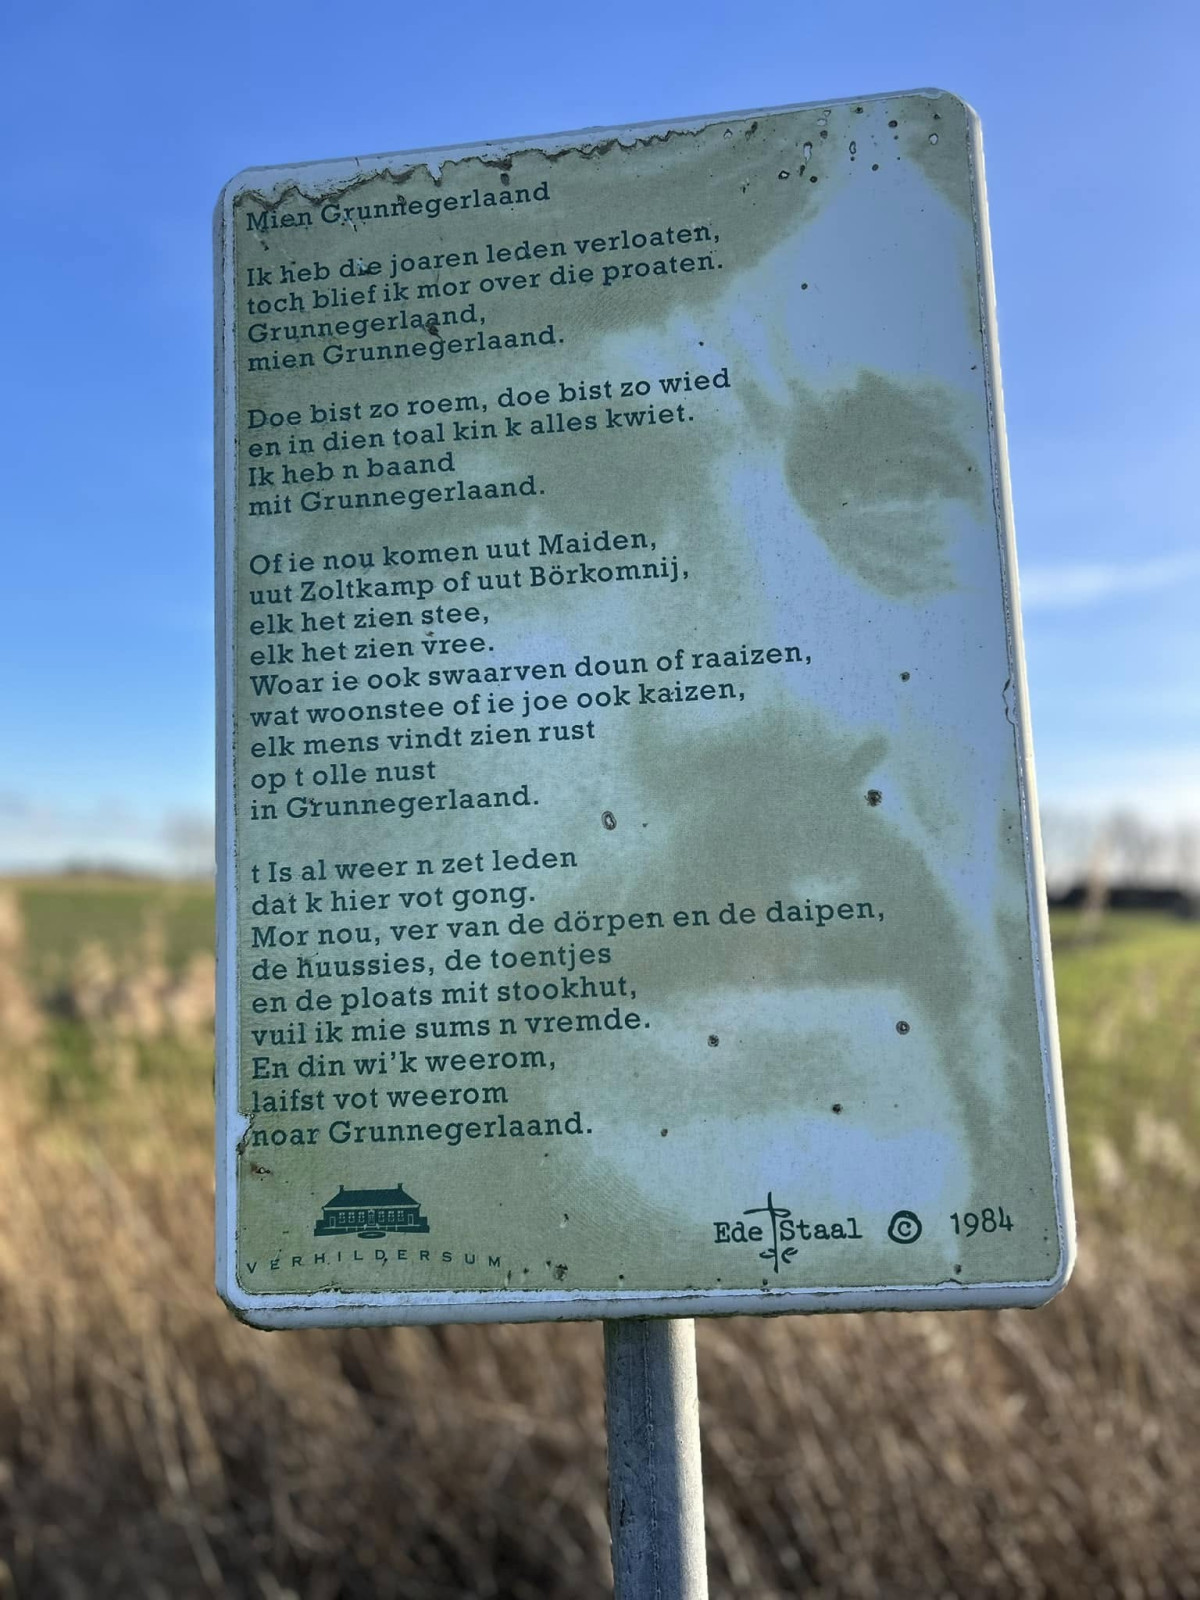 Mien Grunnegerlaand
Ik heb die joaren leden verloaten,
toch blief ik mor over die proaten.
Grunnegerlaand,
mien Grunnegerlaand.
Doe bist zo roem, doe bist zo wied
en in dien toal kin k alles kwiet.
Ik heb n baand
mit Grunnegerlaand.
Of ie nou komen uut Maiden,
uut Zoltkamp of uut Börkomnij,
elk het zien stee,
elk het zien vree.
Woar ie ook swaarven doun of raaizen,
wat woonstee of ie joe ook kaizen,
elk mens vindt zien rust
op t olle nust
in Grunnegerlaand.
t Is al weer n zet leden
dat k hier vot gong.
Mor nou, ver van de dörpen en de daipen,
de huussies, de toentjes
en de ploats mit stookhut,
vuil ik mie sums n vremde.
En din wi’k weerom,
laifst vot weerom
noar Grunnegerlaand.
VERHILDERSUM
Ede Staal © 1984